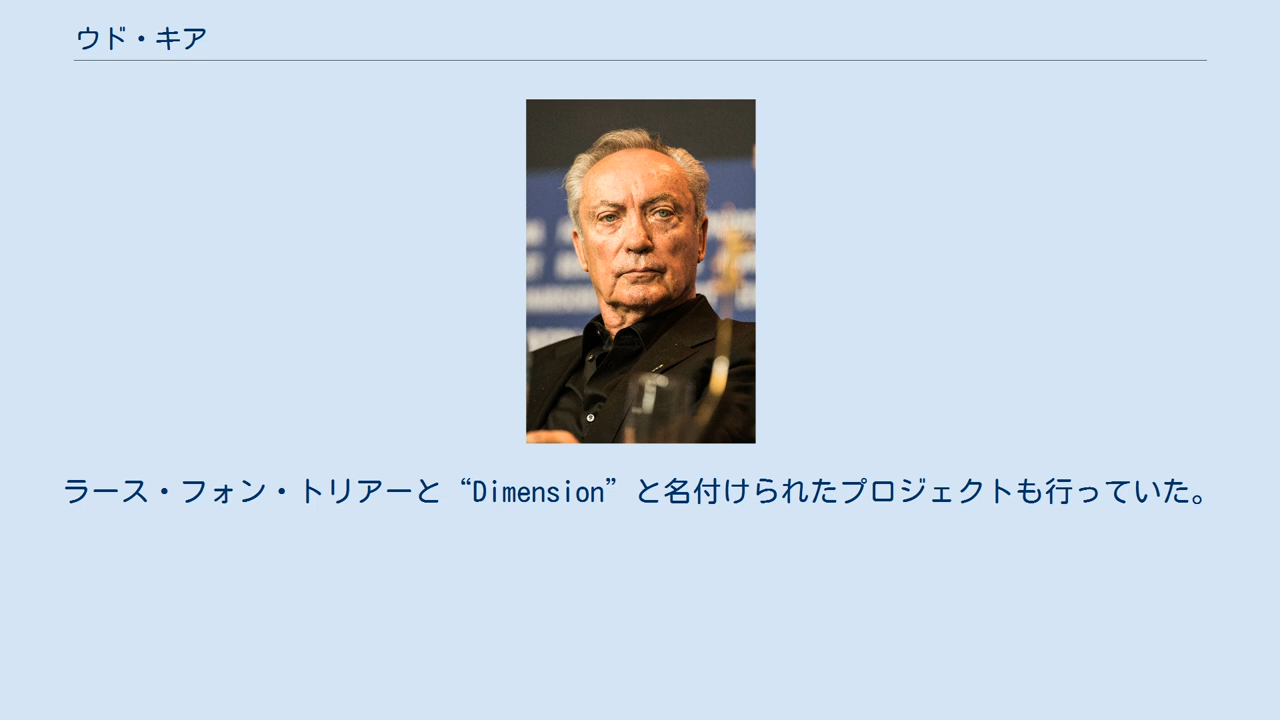 ウド・キア
ラース・フォン・トリアーと“Dimension”と名付けられたプロジェクトも行っていた。